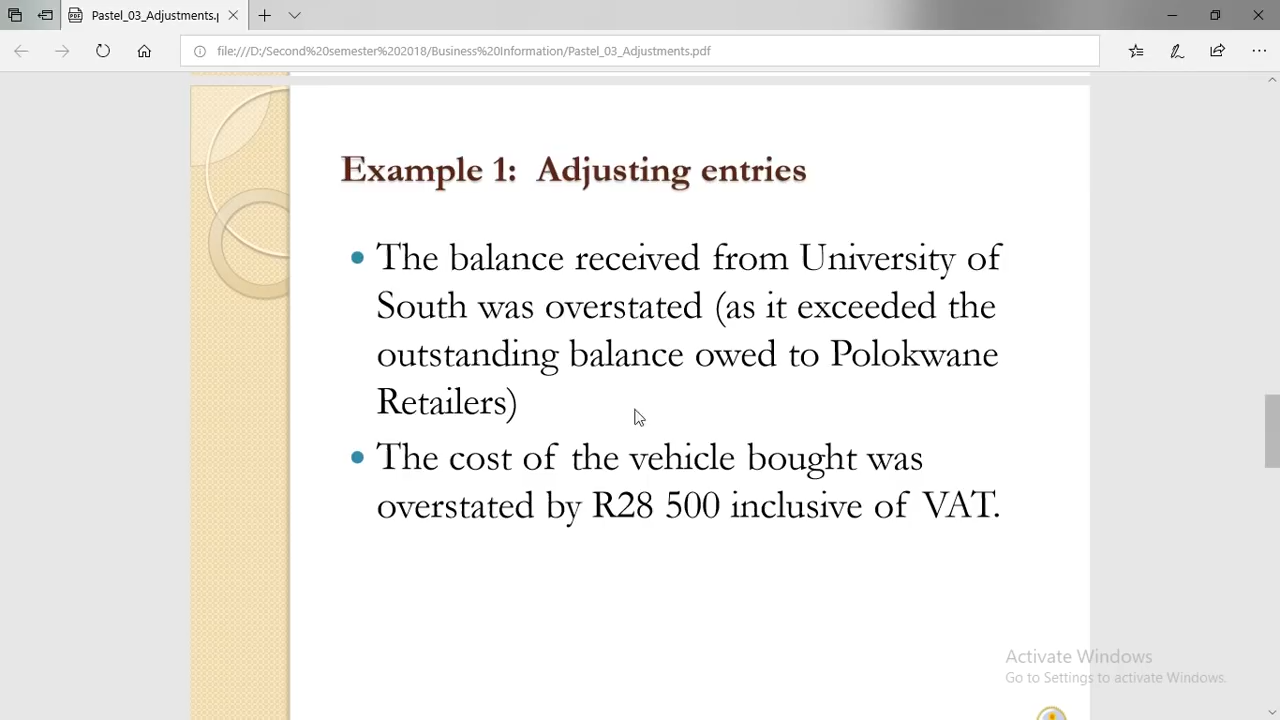 Pastel_03_Adjustments.p
file:///D:/Second%20semester%202018/Business%20Information/Pastel_03_Adjustments.pdf
Example 1: Adjusting entries
• The balance received from University of
South was overstated (as it exceeded the
outstanding balance owed to Polokwane
Retailers)
• The cost of the vehicle bought was
overstated by R28 500 inclusive of VAT.
Activate Windows
Go to Settings to activate Windows.